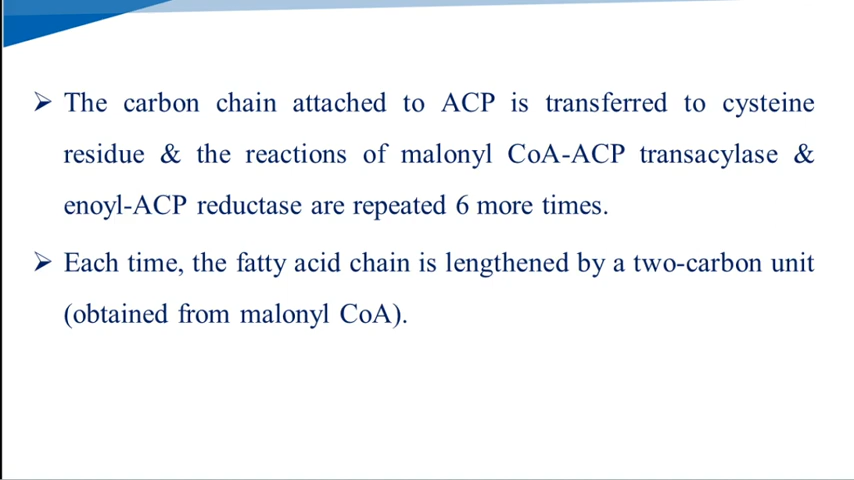 ➢ The carbon chain attached to ACP is transferred to cysteine
residue & the reactions of malonyl CoA-ACP transacylase &
enoyl-ACP reductase are repeated 6 more times.
➢ Each time, the fatty acid chain is lengthened by a two-carbon unit
(obtained from malonyl CoA).